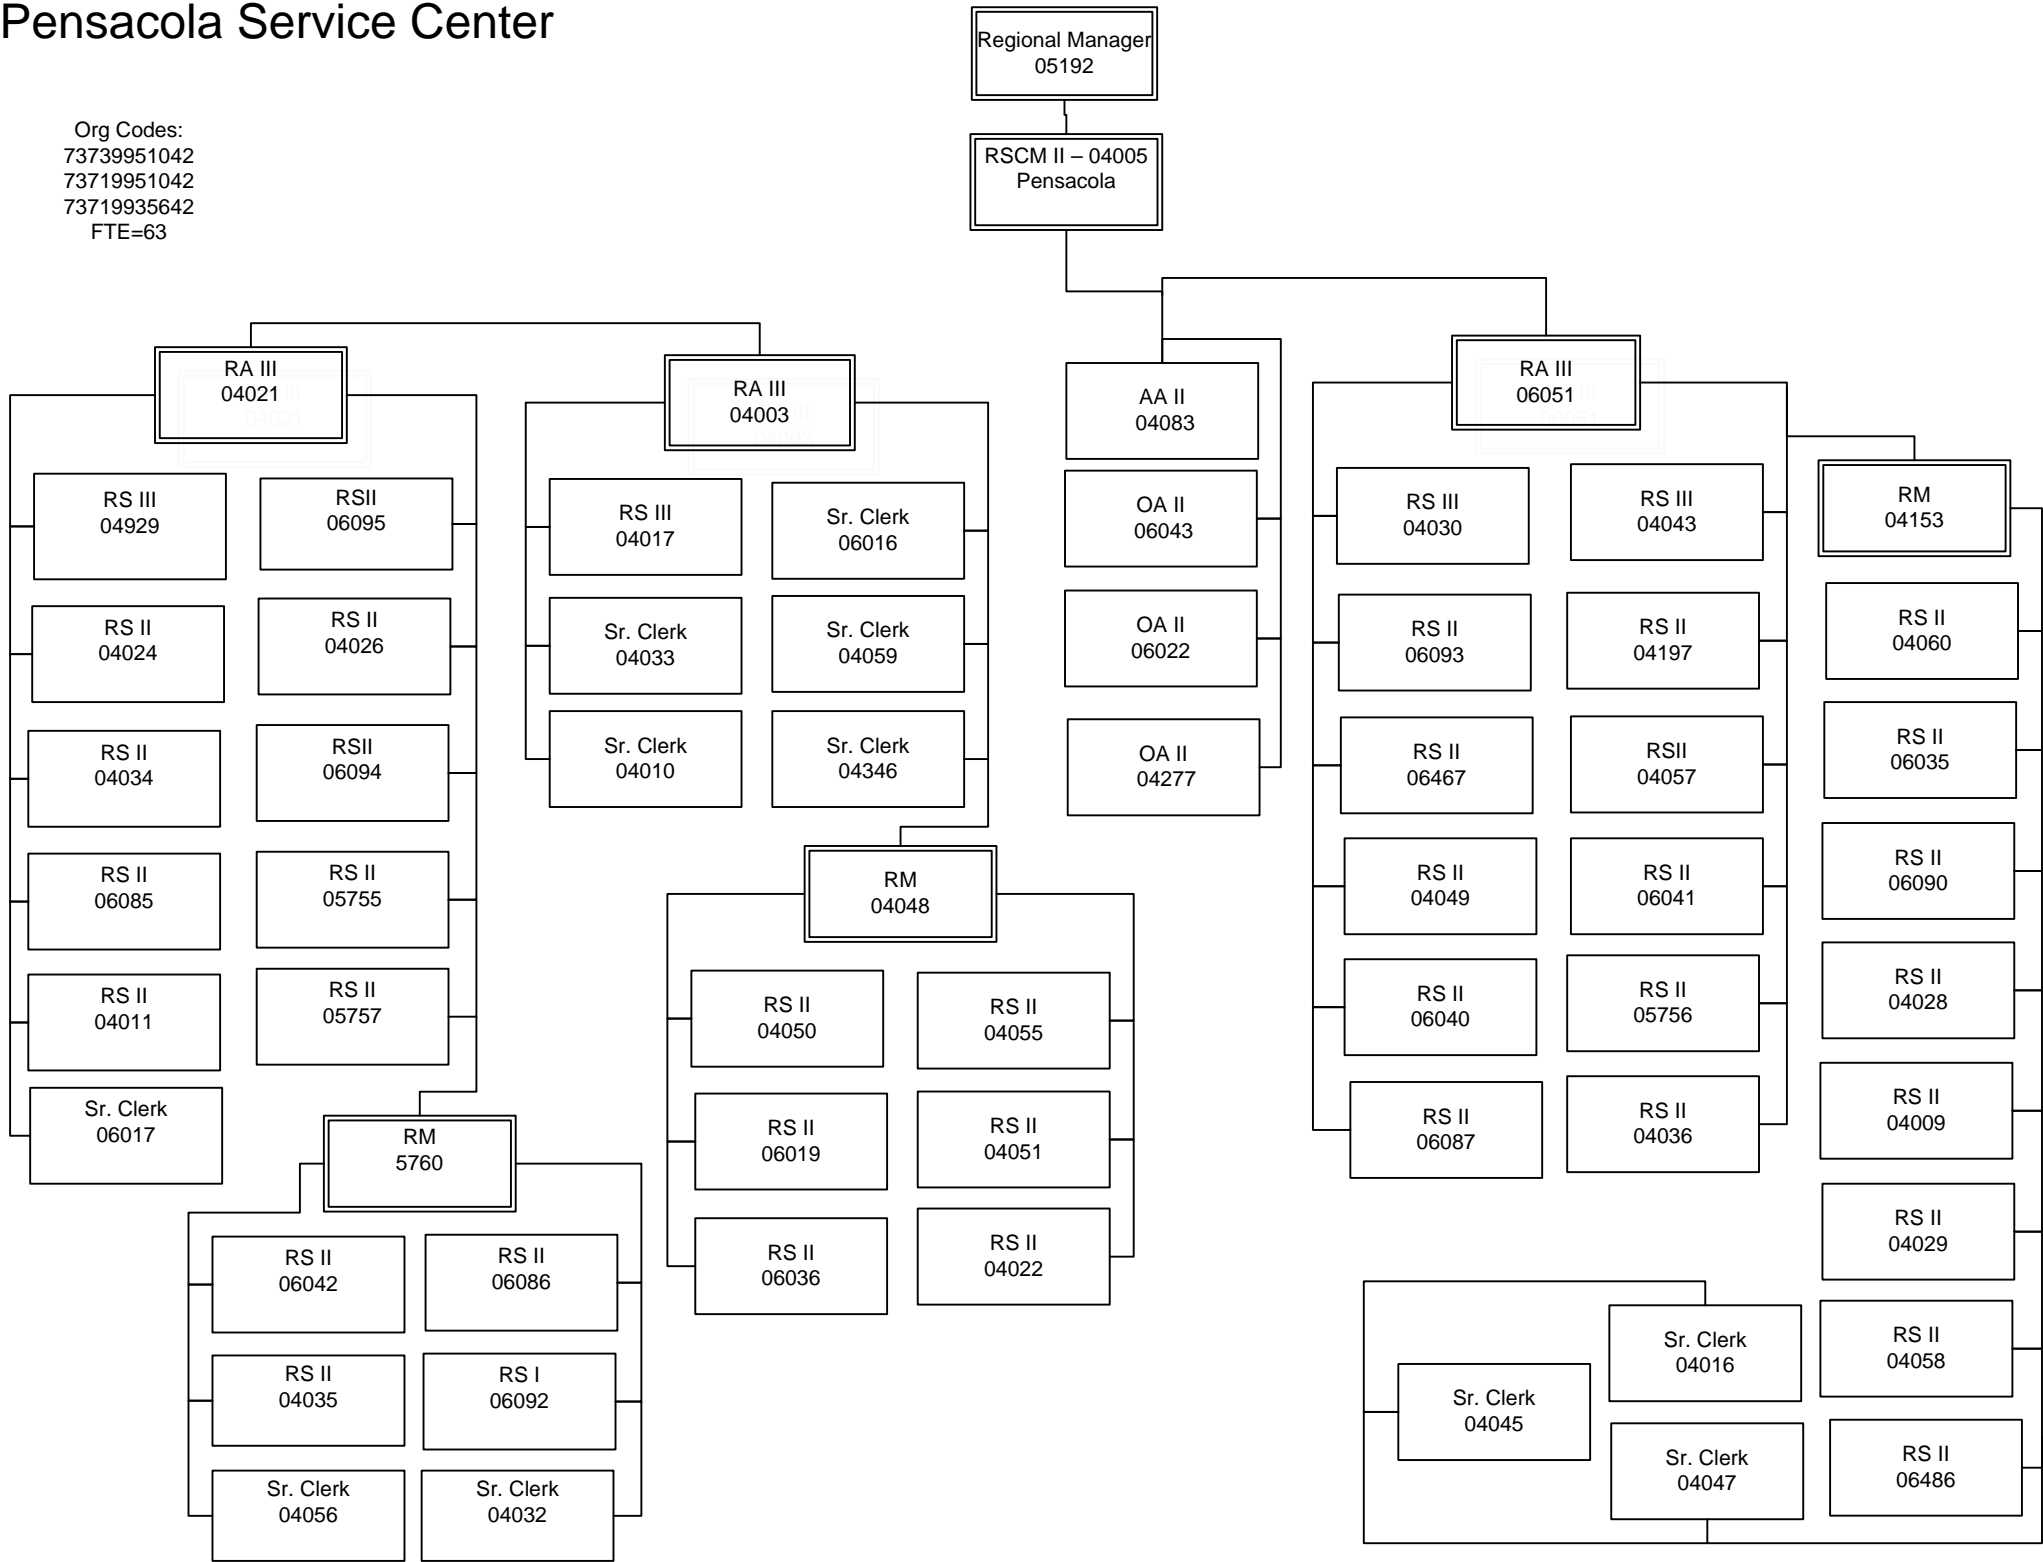 Pensacola Service Center
Regional Manager
05192
Org Codes:
73739951042
73719951042
73719935642
FTE=63
RSCM II – 04005
Pensacola
RA III
04021
RS III
04929
RSII
06095
RS II
04024
RS II
04026
RS II
04034
RSII
06094
RS II
06085
RS II
05755
RS II
04011
RS II
05757
Sr. Clerk
06017
RM
5760
RS II
06042
RS II
06086
RS II
04035
RS I
06092
Sr. Clerk
04056
Sr. Clerk
04032
RA III
04003
RS III
04017
Sr. Clerk
06016
Sr. Clerk
04033
Sr. Clerk
04059
Sr. Clerk
04010
Sr. Clerk
04346
RM
04048
RS II
04050
RS II
04055
RS II
06019
RS II
04051
RS II
06036
RS II
04022
AA II
04083
OA II
06043
OA II
06022
OA II
04277
RA III
06051
RS III
04030
RS III
04043
RS II
06093
RS II
04197
RS II
06467
RSII
04057
RS II
04049
RS II
06041
RS II
06040
RS II
05756
RS II
06087
RS II
04036
RM
04153
RS II
04060
RS II
06035
RS II
06090
RS II
04028
RS II
04009
RS II
04029
RS II
04058
RS II
06486
Sr. Clerk
04016
Sr. Clerk
04045
Sr. Clerk
04047